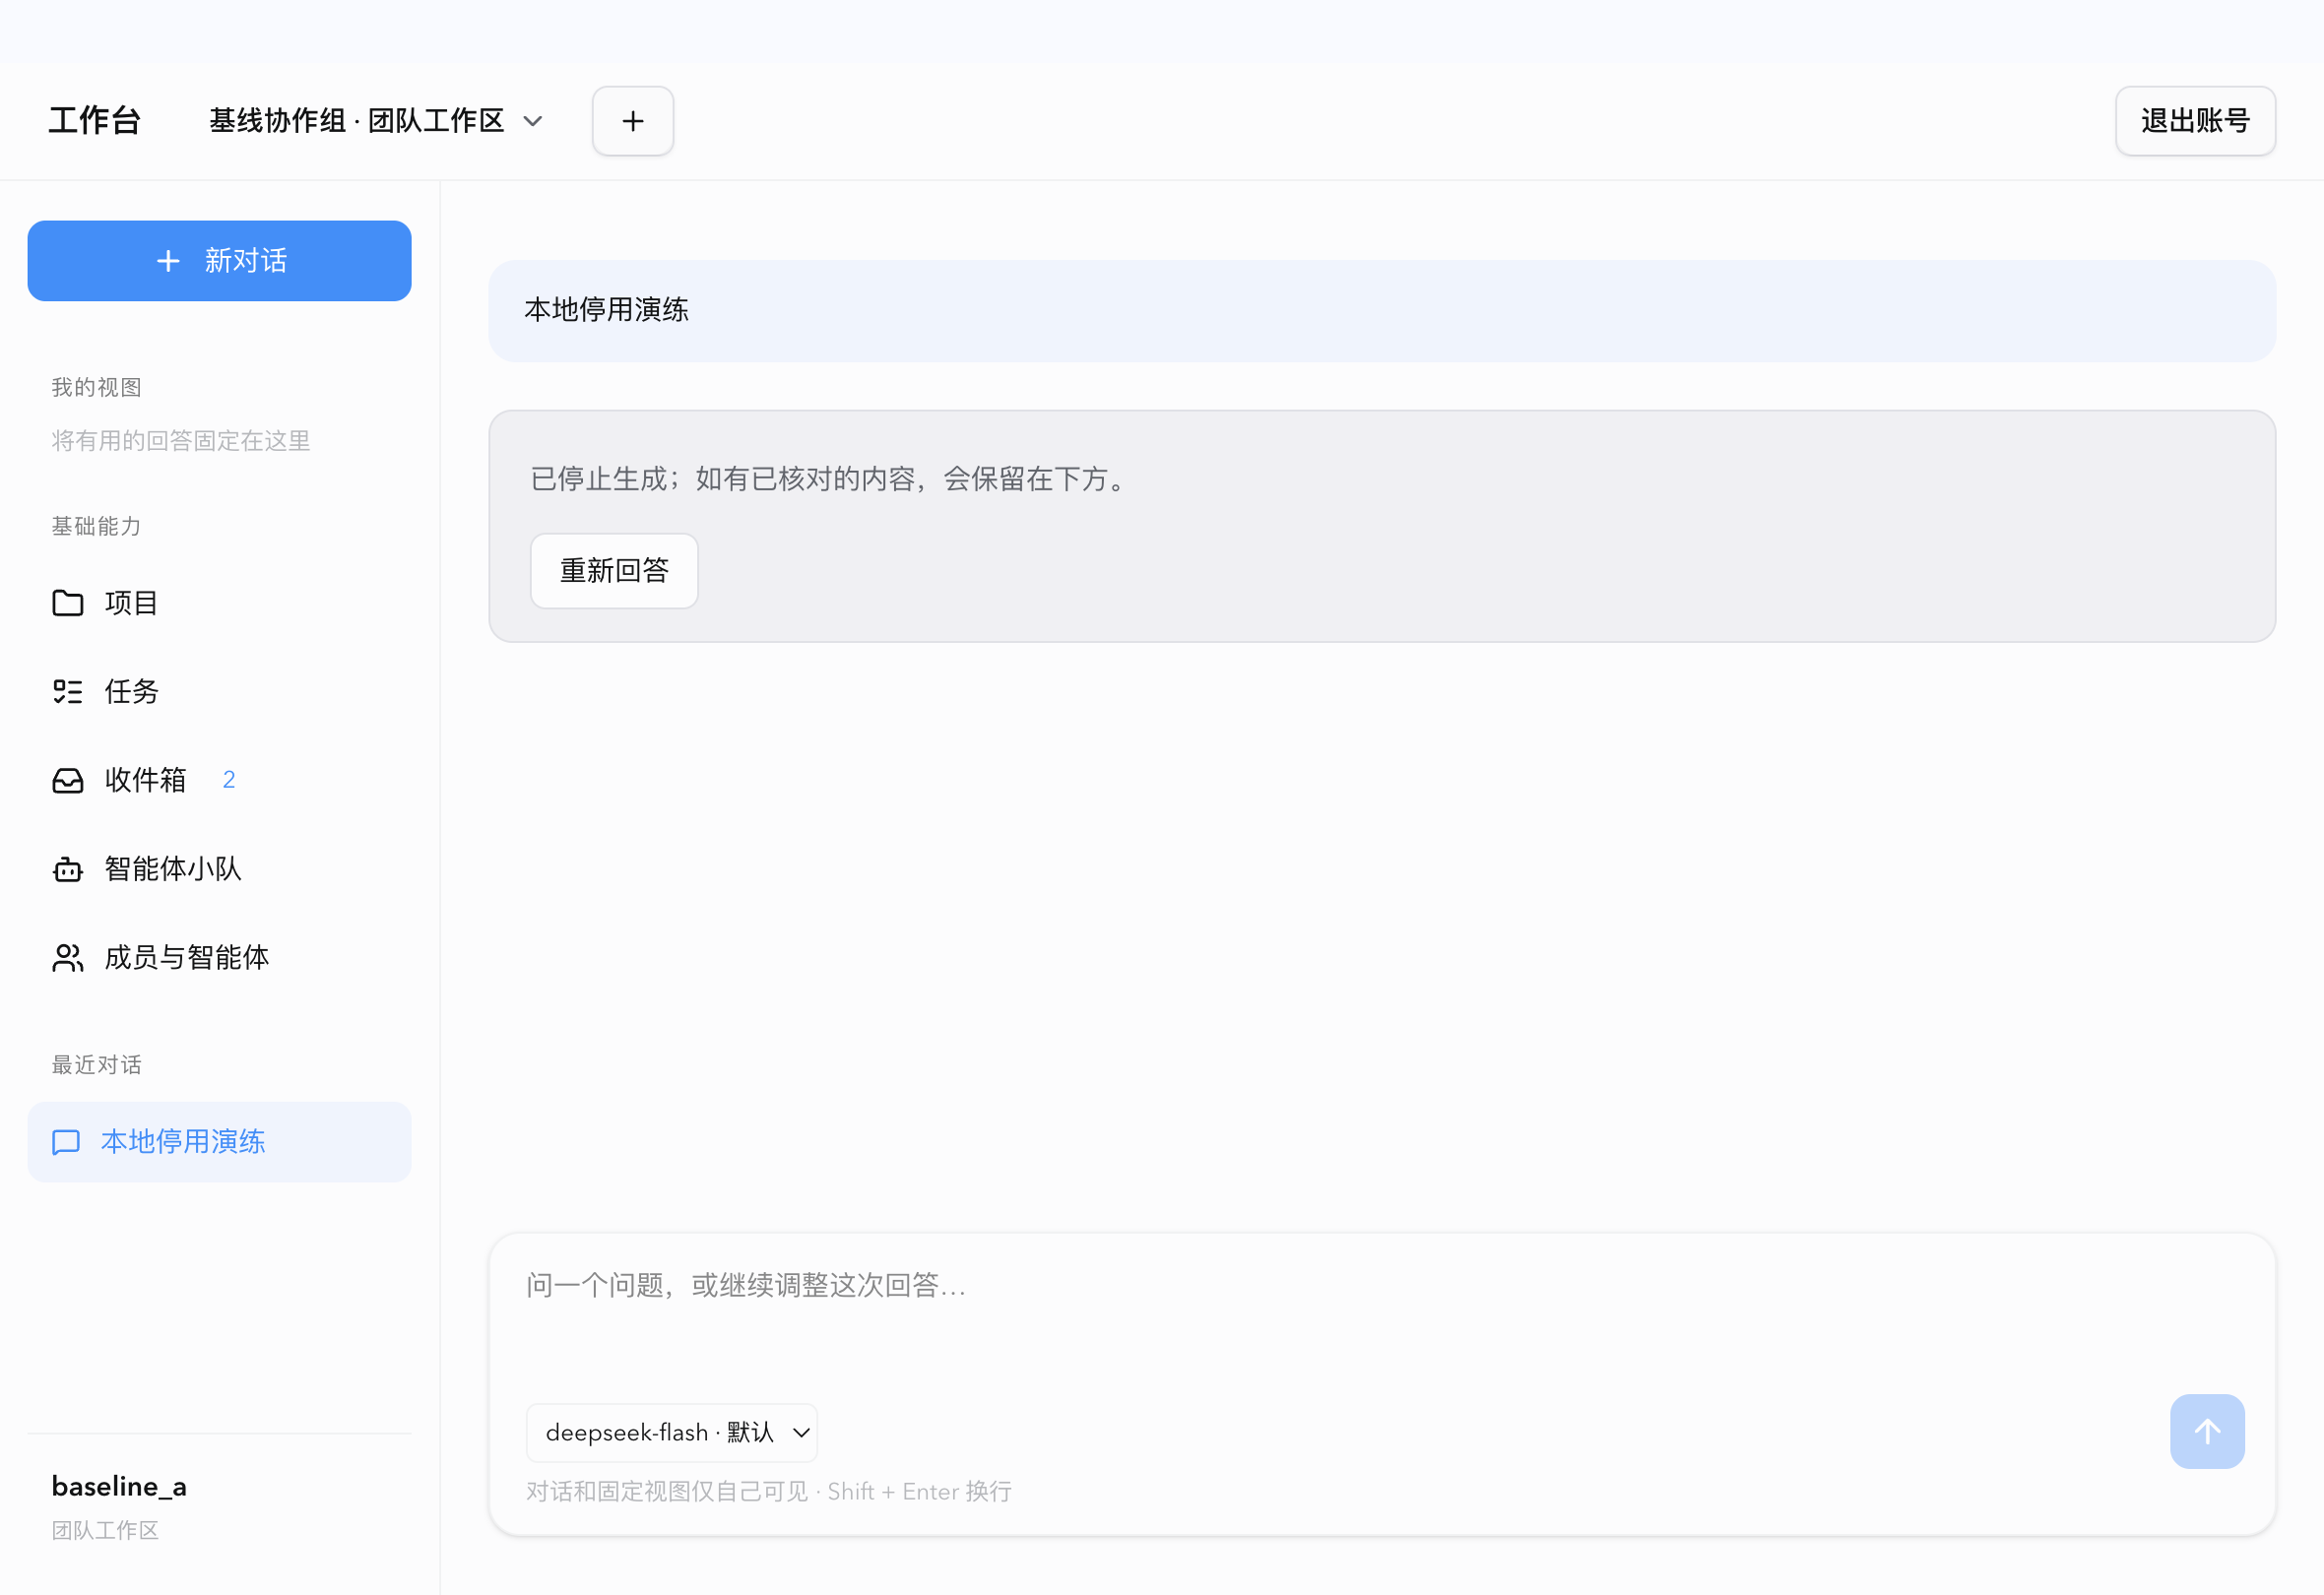 工作台
基线协作组 · 团队工作区
退出账号
新对话
我的视图
将有用的回答固定在这里
基础能力
项目
任务
收件箱 2
智能体小队
成员与智能体
最近对话
本地停用演练
baseline_a
团队工作区
本地停用演练
已停止生成；如有已核对的内容，会保留在下方。
重新回答
问一个问题，或继续调整这次回答…
deepseek-flash · 默认
对话和固定视图仅自己可见 · Shift + Enter 换行